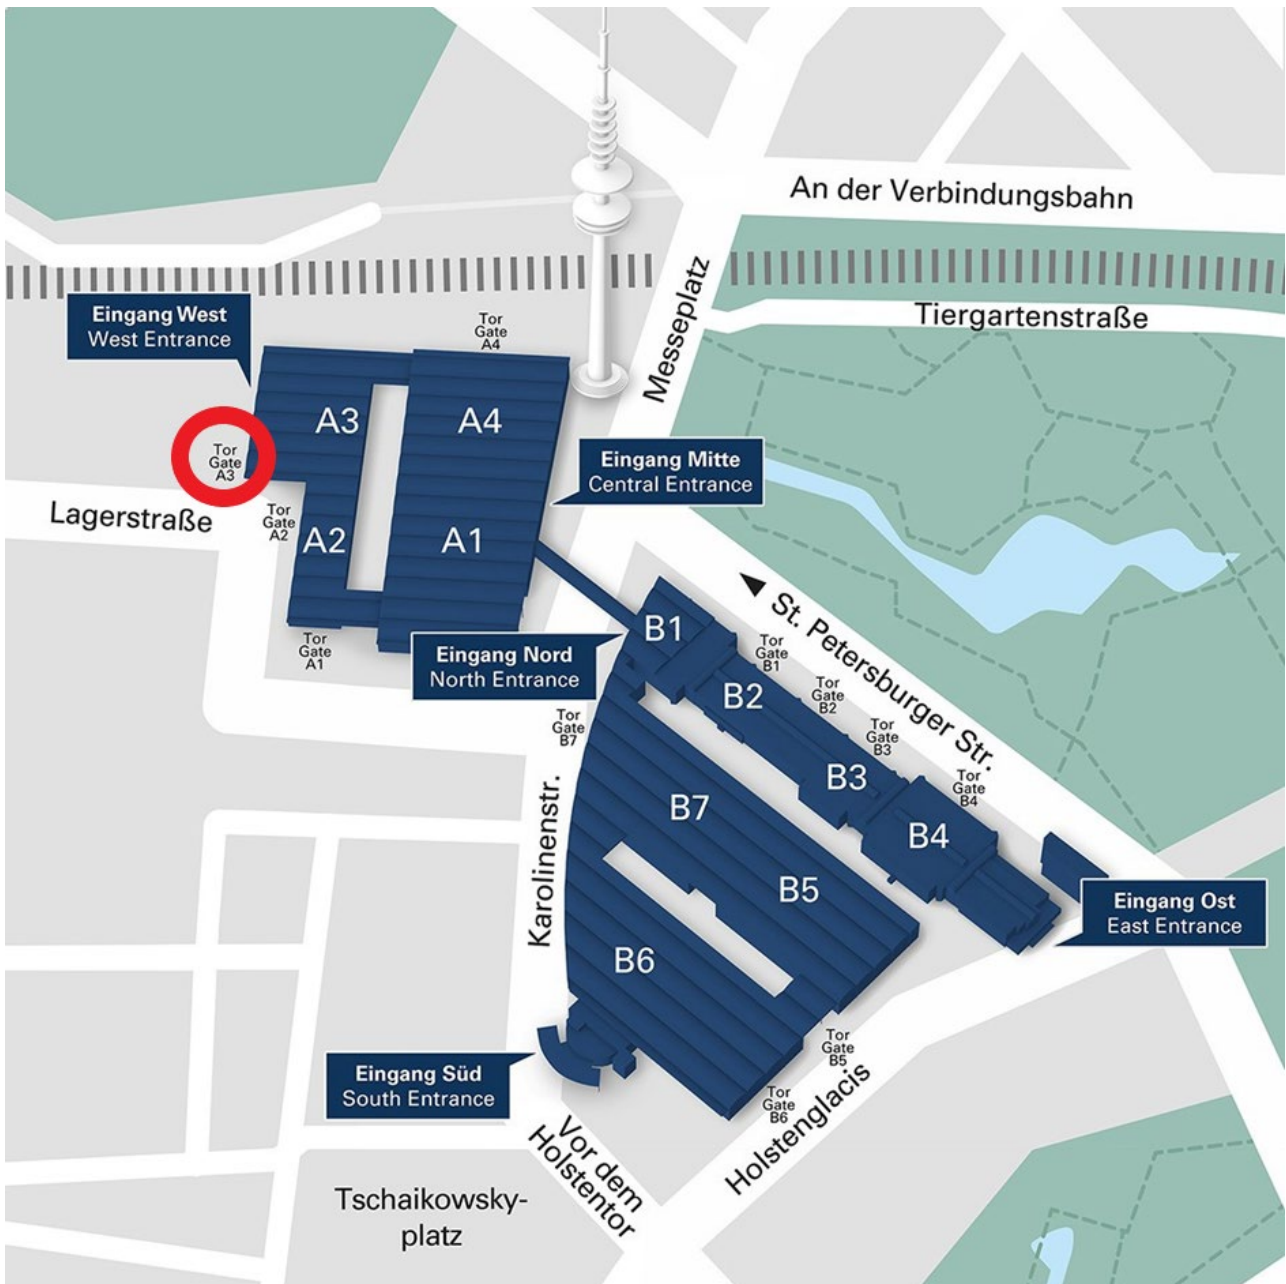 An der Verbindungsbahn
Messeplatz
Tiergartenstraße
Eingang West
West Entrance
Tor
Gate
A4
A3
A4
Tor
Gate
A3
Eingang Mitte
Central Entrance
Lagerstraße
Tor
Gate
A2
A2
A1
Tor
Gate
A1
St. Petersburger Str.
B1
Eingang Nord
North Entrance
Tor
Gate
B1
Tor
Gate
B2
B2
Tor
Gate
B7
Tor
Gate
B3
B3
Tor
Gate
B4
Karolinenstr.
B7
B4
B5
Eingang Ost
East Entrance
B6
Tor
Gate
B5
Eingang Süd
South Entrance
Tor
Gate
B6
Holstenglacis
Vor dem
Holstentor
Tschaikowsky-
platz